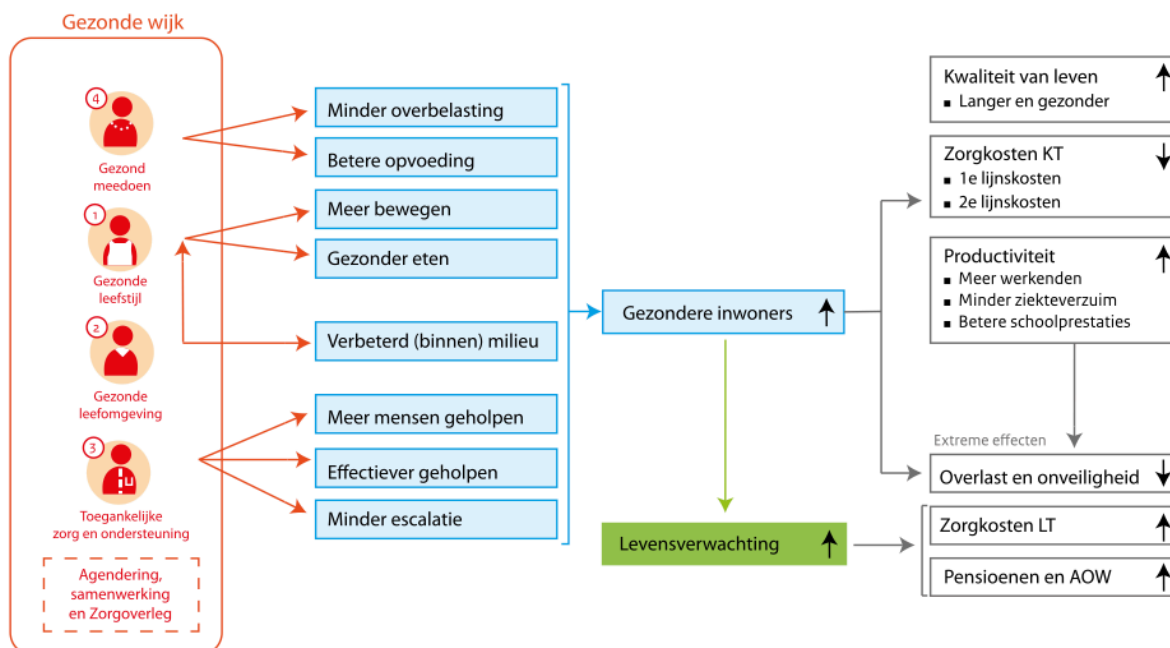 Gezonde wijk
4
Gezond
meedoen
1
Gezonde
leefstijl
2
Gezonde
leefomgeving
3
Toegankelijke
zorg en ondersteuning
Agendering,
samenwerking
en Zorgoverleg
Minder overbelasting
Betere opvoeding
Meer bewegen
Gezonder eten
Verbeterd (binnen) milieu
Meer mensen geholpen
Effectiever geholpen
Minder escalatie
Gezondere inwoners
Levensverwachting
Kwaliteit van leven
▪ Langer en gezonder
Zorgkosten KT
▪ 1e lijnskosten
▪ 2e lijnskosten
Productiviteit
▪ Meer werkenden
▪ Minder ziekteverzuim
▪ Betere schoolprestaties
Extreme effecten
Overlast en onveiligheid
Zorgkosten LT
Pensioenen en AOW